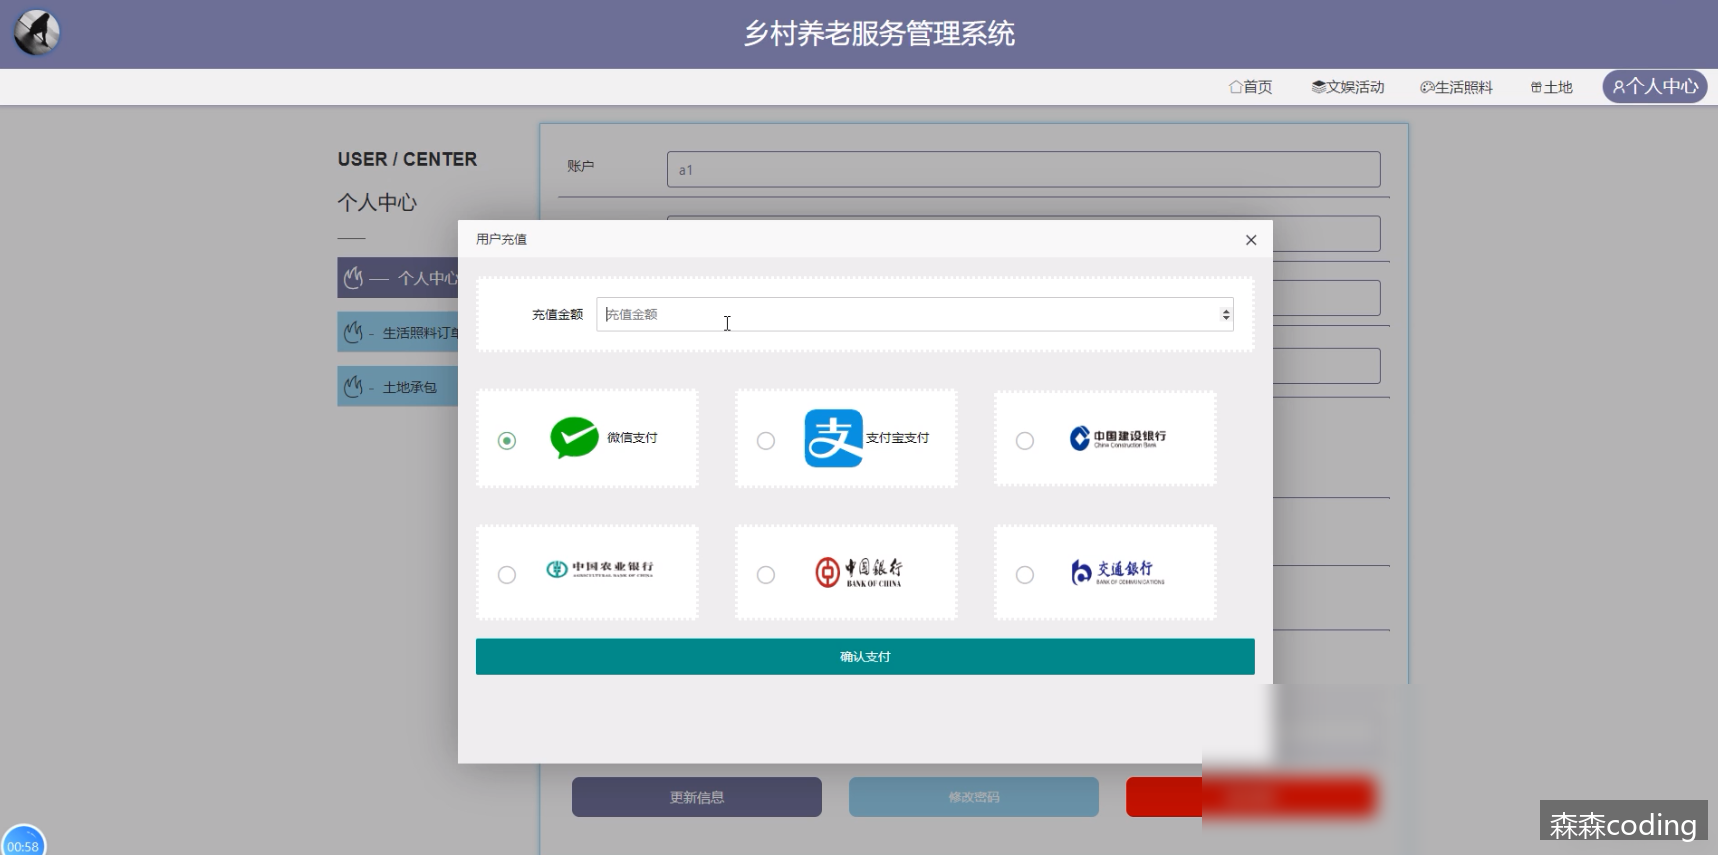 乡村养老服务管理系统
首页
文娱活动
生活照料
土地
个人中心
USER / CENTER
个人中心
个人中心
- 生活照料订单
- 土地承包
账户
a1
用户充值
充值金额
充值金额
微信支付
支付宝支付
中国建设银行
China Construction Bank
中国农业银行
AGRICULTURAL BANK OF CHINA
中国银行
BANK OF CHINA
交通银行
BANK OF COMMUNICATIONS
确认支付
更新信息
修改密码
森森coding
00:58